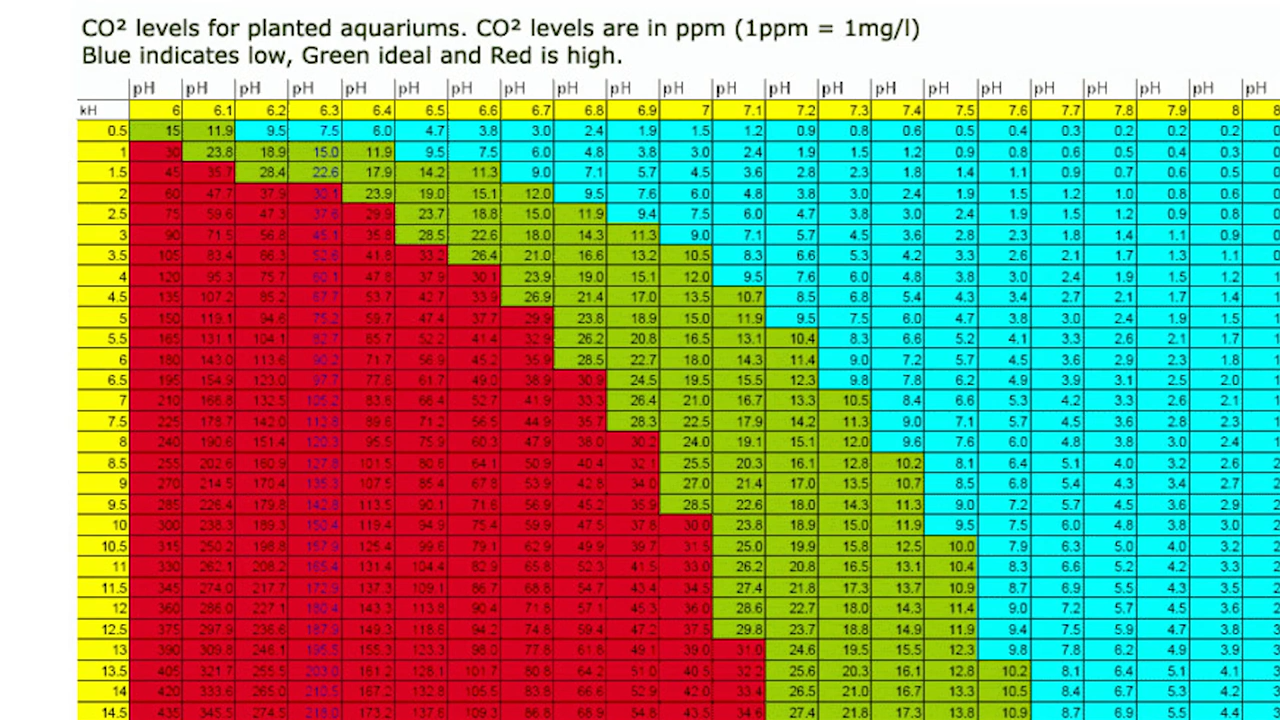 CO² levels for planted aquariums. CO² levels are in ppm (1ppm = 1mg/l)
Blue indicates low, Green ideal and Red is high.
pH pH pH pH pH pH pH pH pH pH pH pH pH pH pH pH pH pH pH pH pH pH
kH 6 6.1 6.2 6.3 6.4 6.5 6.6 6.7 6.8 6.9 7 7.1 7.2 7.3 7.4 7.5 7.6 7.7 7.8 7.9 8
0.5 15 11.9 9.5 7.5 6.0 4.7 3.8 3.0 2.4 1.9 1.5 1.2 0.9 0.8 0.6 0.5 0.4 0.3 0.2 0.2 0.2
1 30 23.8 18.9 15.0 11.9 9.5 7.5 6.0 4.8 3.8 3.0 2.4 1.9 1.5 1.2 0.9 0.8 0.6 0.5 0.4 0.3
1.5 45 35.7 28.4 22.6 17.9 14.2 11.3 9.0 7.1 5.7 4.5 3.6 2.8 2.3 1.8 1.4 1.1 0.9 0.7 0.6 0.5
2 60 47.7 37.9 30.1 23.9 19.0 15.1 12.0 9.5 7.6 6.0 4.8 3.8 3.0 2.4 1.9 1.5 1.2 1.0 0.8 0.6
2.5 75 59.6 47.3 37.6 29.9 23.7 18.8 15.0 11.9 9.4 7.5 6.0 4.7 3.8 3.0 2.4 1.9 1.5 1.2 0.9 0.8
3 90 71.5 56.8 45.1 35.8 28.5 22.6 18.0 14.3 11.3 9.0 7.1 5.7 4.5 3.6 2.8 2.3 1.8 1.4 1.1 0.9
3.5 105 83.4 66.3 52.6 41.8 33.2 26.4 21.0 16.6 13.2 10.5 8.3 6.6 5.3 4.2 3.3 2.6 2.1 1.7 1.3 1.1
4 120 95.3 75.7 60.1 47.8 37.9 30.1 23.9 19.0 15.1 12.0 9.5 7.6 6.0 4.8 3.8 3.0 2.4 1.9 1.5 1.2
4.5 135 107.2 85.2 67.7 53.7 42.7 33.9 26.9 21.4 17.0 13.5 10.7 8.5 6.8 5.4 4.3 3.4 2.7 2.1 1.7 1.4
5 150 119.1 94.6 75.2 59.7 47.4 37.7 29.9 23.8 18.9 15.0 11.9 9.5 7.5 6.0 4.7 3.8 3.0 2.4 1.9 1.5
5.5 165 131.1 104.1 82.7 65.7 52.2 41.4 32.9 26.2 20.8 16.5 13.1 10.4 8.3 6.6 5.2 4.1 3.3 2.6 2.1 1.7
6 180 143.0 113.6 90.2 71.7 56.9 45.2 35.9 28.5 22.7 18.0 14.3 11.4 9.0 7.2 5.7 4.5 3.6 2.9 2.3 1.8
6.5 195 154.9 123.0 97.7 77.6 61.7 49.0 38.9 30.9 24.5 19.5 15.5 12.3 9.8 7.8 6.2 4.9 3.9 3.1 2.5 2.0
7 210 166.8 132.5 105.2 83.6 66.4 52.7 41.9 33.3 26.4 21.0 16.7 13.3 10.5 8.4 6.6 5.3 4.2 3.3 2.6 2.1
7.5 225 178.7 142.0 112.8 89.6 71.2 56.5 44.9 35.7 28.3 22.5 17.9 14.2 11.3 9.0 7.1 5.7 4.5 3.6 2.8 2.3
8 240 190.6 151.4 120.3 95.5 75.9 60.3 47.9 38.0 30.2 24.0 19.1 15.1 12.0 9.6 7.6 6.0 4.8 3.8 3.0 2.4
8.5 255 202.6 160.9 127.8 101.5 80.6 64.1 50.9 40.4 32.1 25.5 20.3 16.1 12.8 10.2 8.1 6.4 5.1 4.0 3.2 2.6
9 270 214.5 170.4 135.3 107.5 85.4 67.8 53.9 42.8 34.0 27.0 21.4 17.0 13.5 10.7 8.5 6.8 5.4 4.3 3.4 2.7
9.5 285 226.4 179.8 142.8 113.5 90.1 71.6 56.9 45.2 35.9 28.5 22.6 18.0 14.3 11.3 9.0 7.2 5.7 4.5 3.6 2.9
10 300 238.3 189.3 150.4 119.4 94.9 75.4 59.9 47.5 37.8 30.0 23.8 18.9 15.0 11.9 9.5 7.5 6.0 4.8 3.8 3.0
10.5 315 250.2 198.8 157.9 125.4 99.6 79.1 62.9 49.9 39.7 31.5 25.0 19.9 15.8 12.5 10.0 7.9 6.3 5.0 4.0 3.2
11 330 262.1 208.2 165.4 131.4 104.4 82.9 65.8 52.3 41.5 33.0 26.2 20.8 16.5 13.1 10.4 8.3 6.6 5.2 4.2 3.3
11.5 345 274.0 217.7 172.9 137.3 109.1 86.7 68.8 54.7 43.4 34.5 27.4 21.8 17.3 13.7 10.9 8.7 6.9 5.5 4.3 3.5
12 360 286.0 227.1 180.4 143.3 113.8 90.4 71.8 57.1 45.3 36.0 28.6 22.7 18.0 14.3 11.4 9.0 7.2 5.7 4.5 3.6
12.5 375 297.9 236.6 187.9 149.3 118.6 94.2 74.8 59.4 47.2 37.5 29.8 23.7 18.8 14.9 11.9 9.4 7.5 5.9 4.7 3.8
13 390 309.8 246.1 195.5 155.3 123.3 98.0 77.8 61.8 49.1 39.0 31.0 24.6 19.5 15.5 12.3 9.8 7.8 6.2 4.9 3.9
13.5 405 321.7 255.5 203.0 161.2 128.1 101.7 80.8 64.2 51.0 40.5 32.2 25.6 20.3 16.1 12.8 10.2 8.1 6.4 5.1 4.1
14 420 333.6 265.0 210.5 167.2 132.8 105.5 83.8 66.6 52.9 42.0 33.4 26.5 21.0 16.7 13.3 10.5 8.4 6.7 5.3 4.2
14.5 435 345.5 274.5 218.0 173.2 137.6 109.3 86.8 68.9 54.8 43.5 34.6 27.4 21.8 17.3 13.8 10.9 8.7 6.9 5.5 4.4